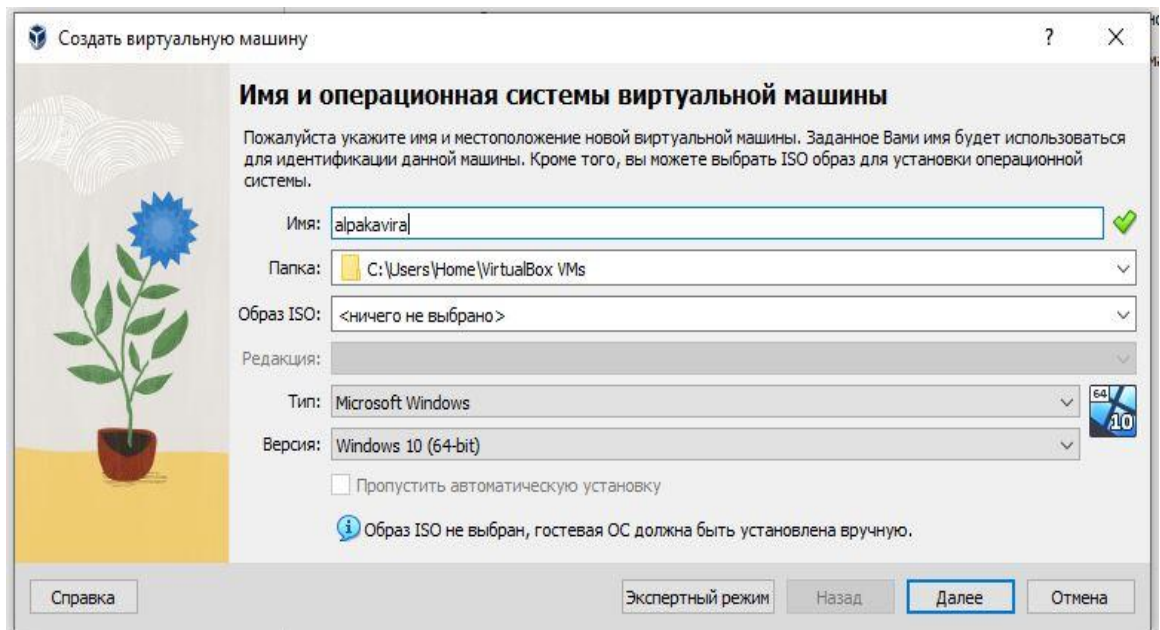 Создать виртуальную машину
?
Имя и операционная системы виртуальной машины
Пожалуйста укажите имя и местоположение новой виртуальной машины. Заданное Вами имя будет использоваться
для идентификации данной машины. Кроме того, вы можете выбрать ISO образ для установки операционной
системы.
Имя: alpakavira
Папка: C:\Users\Home\VirtualBox VMs
Образ ISO: <ничего не выбрано>
Редакция:
Тип: Microsoft Windows
64
10
Версия: Windows 10 (64-bit)
Пропустить автоматическую установку
Образ ISO не выбран, гостевая ОС должна быть установлена вручную.
Справка Экспертный режим Назад Далее Отмена